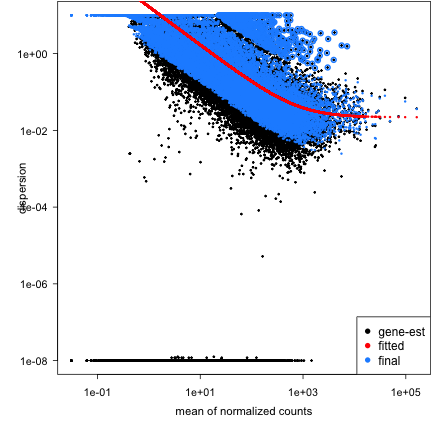 dispersion
1e+00
1e-02
1e-04
1e-06
1e-08
gene-est
fitted
final
1e-01
1e+01
1e+03
1e+05
mean of normalized counts